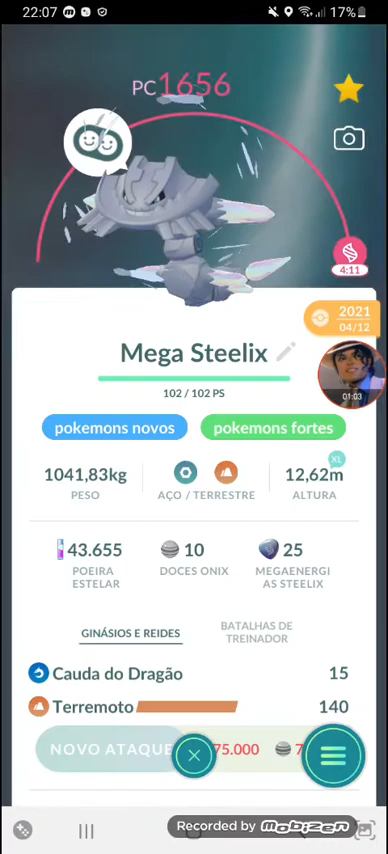 22:07
17%
PC1656
4:11
2021
04/12
Mega Steelix
01:03
102 / 102 PS
pokemons novos
pokemons fortes
XL
1041,83kg
12,62m
PESO
AÇO / TERRESTRE
ALTURA
43.655
10
25
POEIRA
ESTELAR
DOCES ONIX
MEGAENERGI
AS STEELIX
GINÁSIOS E REIDES
BATALHAS DE
TREINADOR
Cauda do Dragão
15
Terremoto
140
NOVO ATAQUE
75.000
Recorded by mobizen